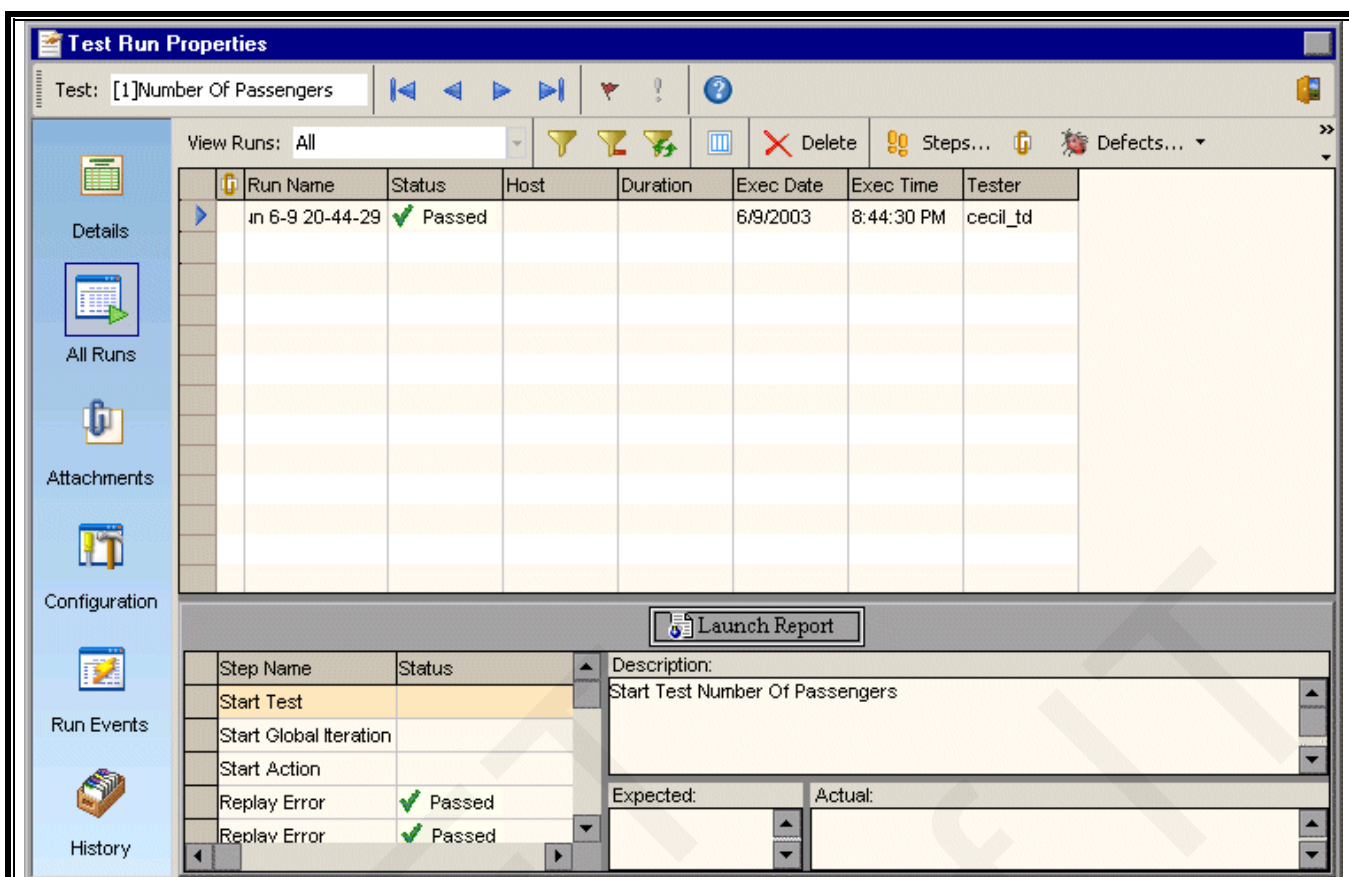 Test Run Properties
Test: [1]Number Of Passengers
View Runs: All Delete Steps... Defects...
Run Name Status Host Duration Exec Date Exec Time Tester
6-9 20-44-29 Passed 6/9/2003 8:44:30 PM cecil_td
Details
All Runs
Attachments
Configuration
Run Events
History
Launch Report
Step Name Status
Start Test
Start Global Iteration
Start Action
Replay Error Passed
Replay Error Passed
Description:
Start Test Number Of Passengers
Expected:
Actual: